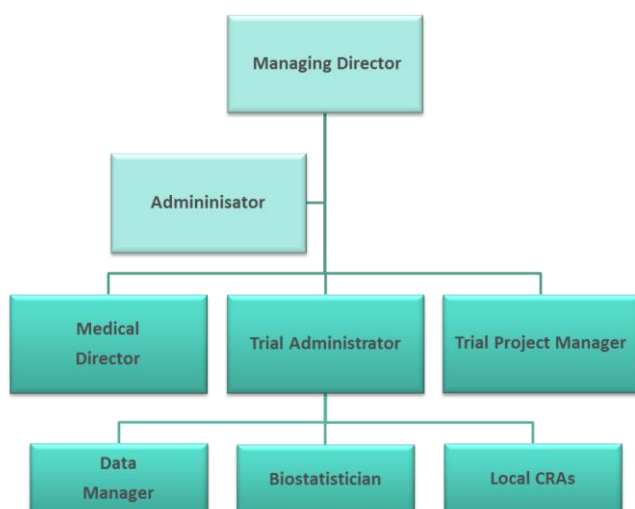 Managing Director
Admininisator
Medical
Director
Trial Administrator
Trial Project Manager
Data
Manager
Biostatistician
Local CRAs